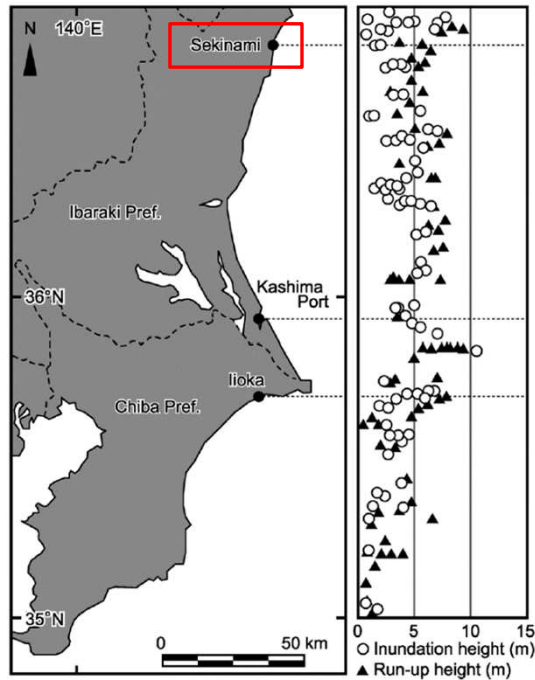 N
140°E
Sekinami
Ibaraki Pref.
Kashima
Port
36°N
Iioka
Chiba Pref.
35°N
0 50 km
0 5 10 15
○ Inundation height (m)
▲ Run-up height (m)